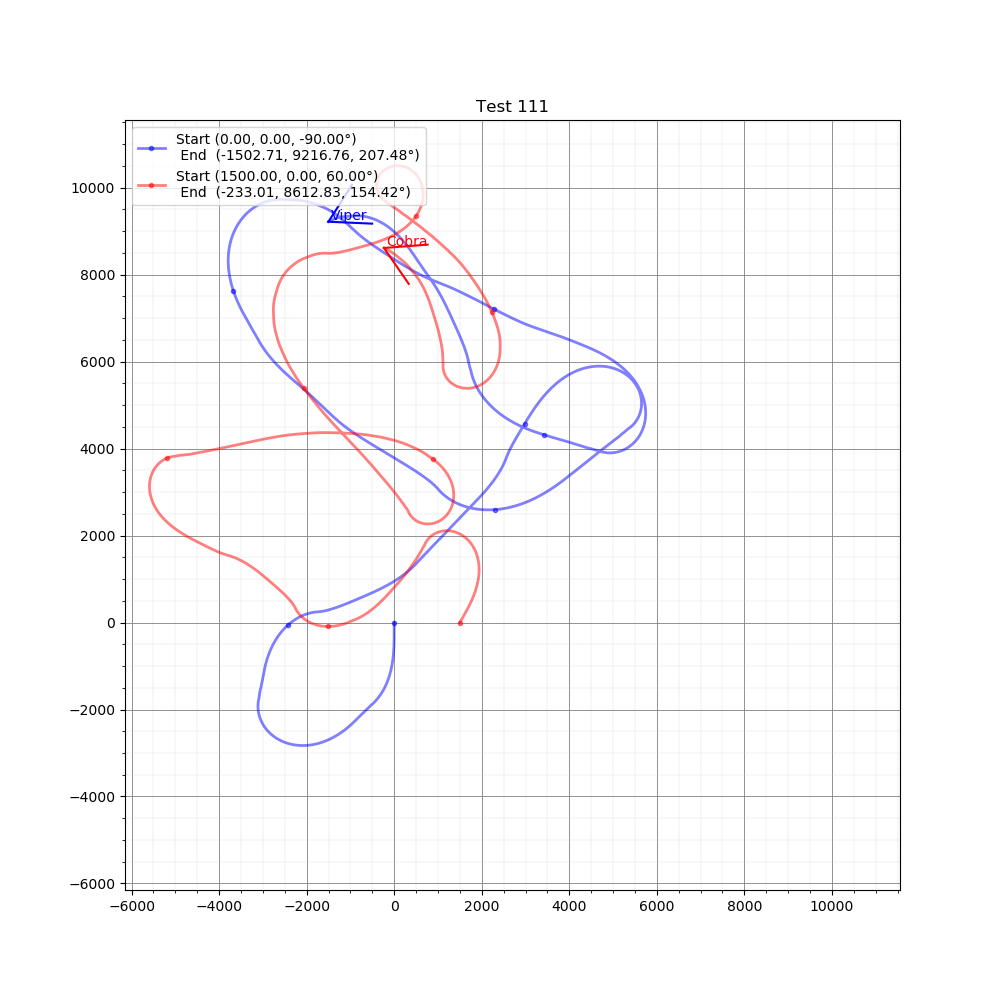 Test 111
Start (0.00, 0.00, -90.00°)
End (-1502.71, 9216.76, 207.48°)
Start (1500.00, 0.00, 60.00°)
End (-233.01, 8612.83, 154.42°)
Viper
Cobra
10000
8000
6000
4000
2000
0
−2000
−4000
−6000
−6000 −4000 −2000 0 2000 4000 6000 8000 10000